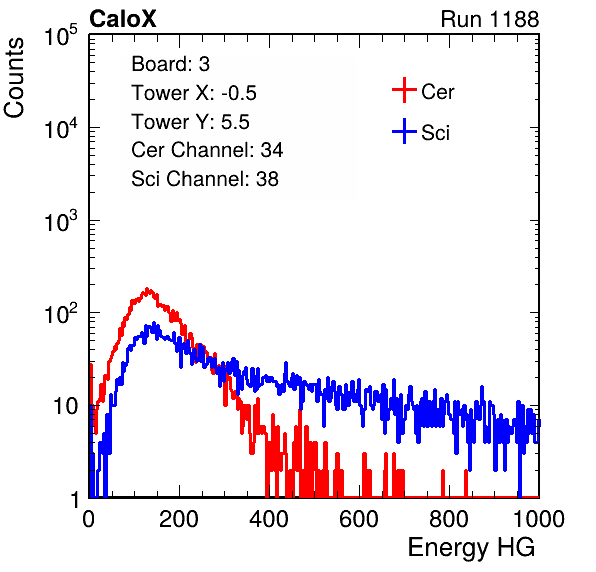 CaloX Run 1188
Counts
Board: 3
Tower X: -0.5
Tower Y: 5.5
Cer Channel: 34
Sci Channel: 38
Cer
Sci
10^5
10^4
10^3
10^2
10
1
0 200 400 600 800 1000
Energy HG